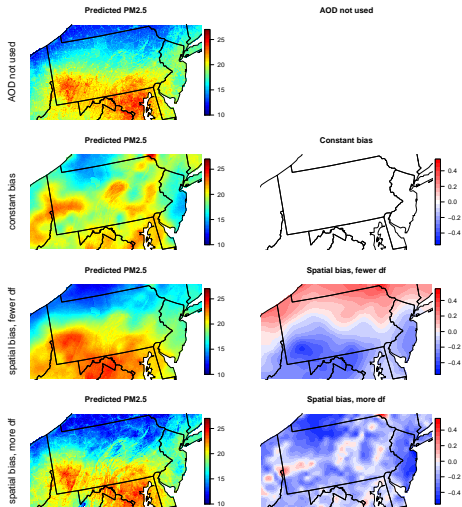 Predicted PM2.5
AOD not used
AOD not used
25
20
15
10
Predicted PM2.5
Constant bias
constant bias
25
20
15
10
0.4
0.2
0.0
−0.2
−0.4
Predicted PM2.5
Spatial bias, fewer df
spatial bias, fewer df
25
20
15
10
0.4
0.2
0.0
−0.2
−0.4
Predicted PM2.5
Spatial bias, more df
spatial bias, more df
25
20
15
10
0.4
0.2
0.0
−0.2
−0.4